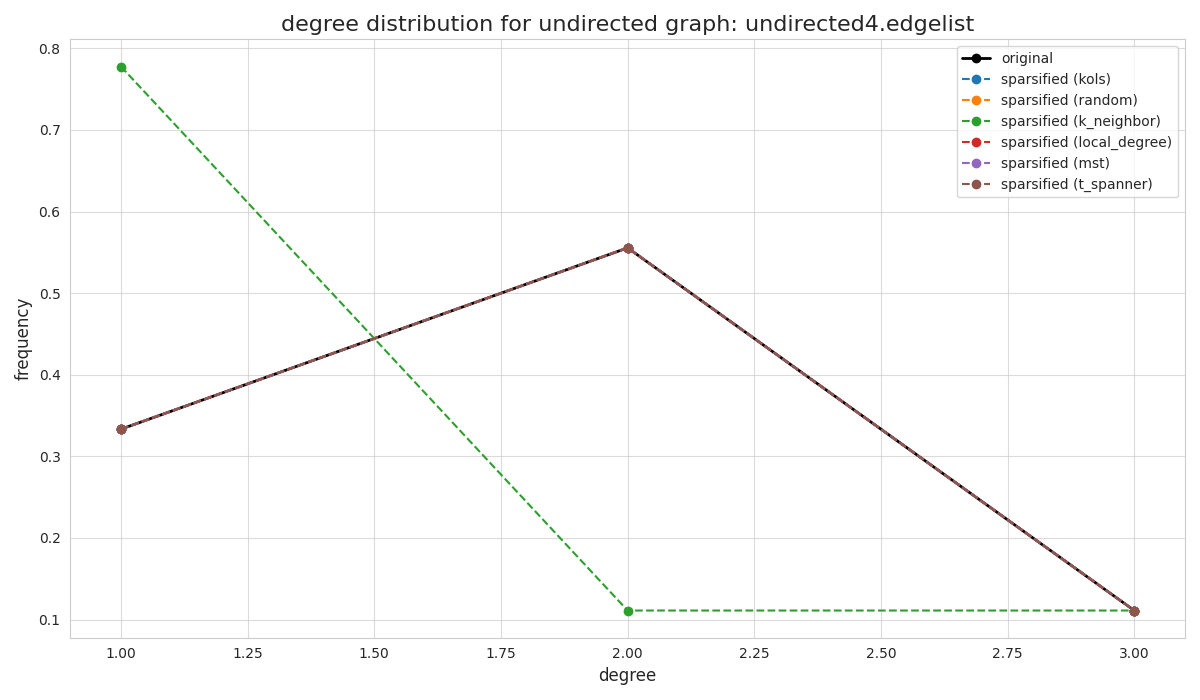 degree distribution for undirected graph: undirected4.edgelist
original
sparsified (kols)
sparsified (random)
sparsified (k_neighbor)
sparsified (local_degree)
sparsified (mst)
sparsified (t_spanner)
frequency
0.8
0.7
0.6
0.5
0.4
0.3
0.2
0.1
1.00 1.25 1.50 1.75 2.00 2.25 2.50 2.75 3.00
degree